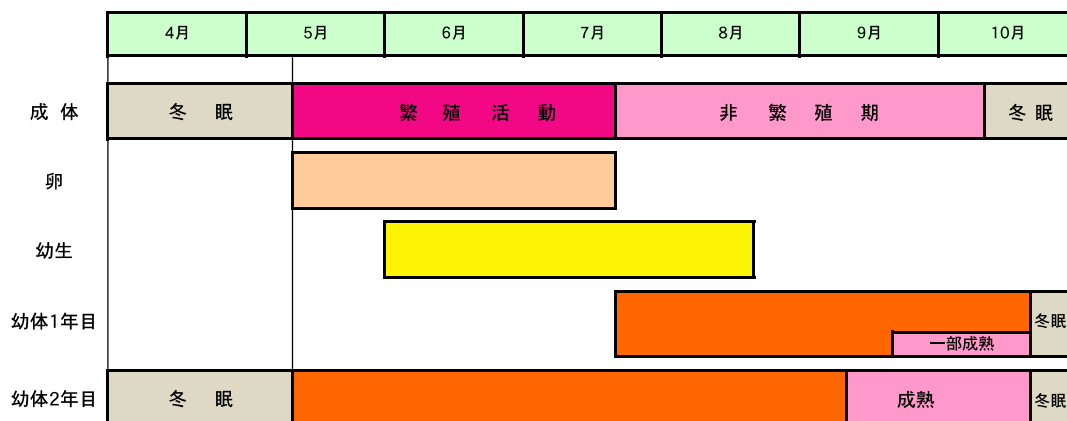 4月 5月 6月 7月 8月 9月 10月
成体 冬眠 繁殖活動 非繁殖期 冬眠
卵
幼生
幼体1年目 冬眠
一部成熟
幼体2年目 冬眠 成熟 冬眠